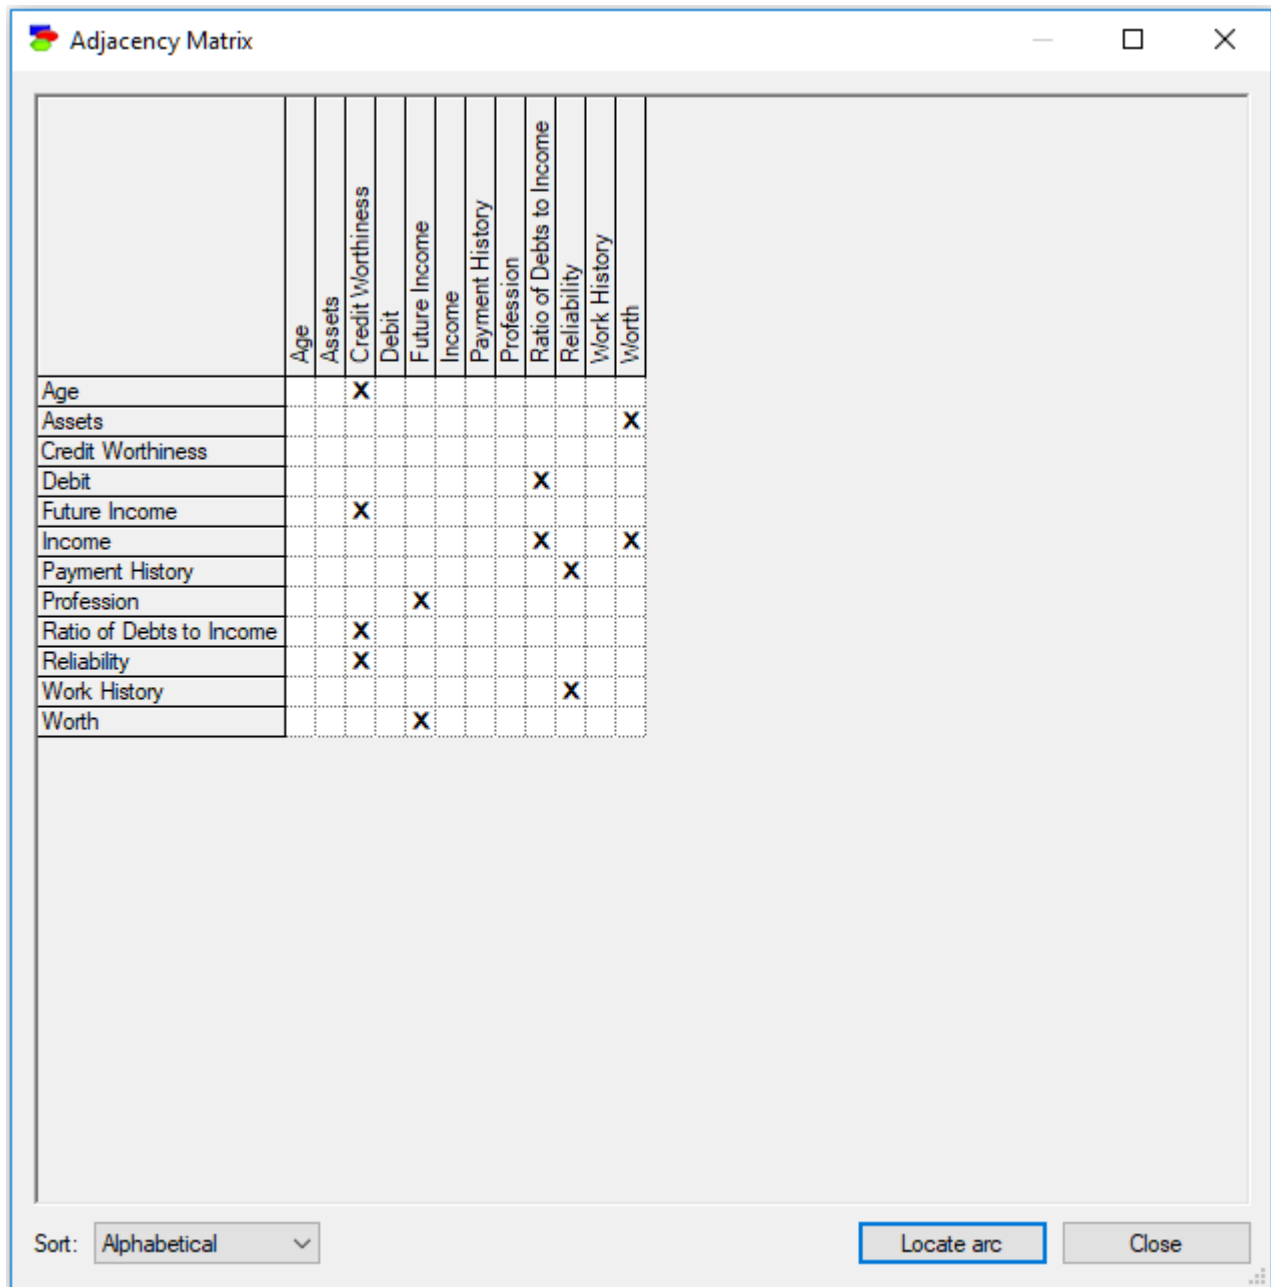 Adjacency Matrix
Age
Assets
Credit Worthiness
Debit
Future Income
Income
Payment History
Profession
Ratio of Debts to Income
Reliability
Work History
Worth
Age X
Assets X
Credit Worthiness
Debit X
Future Income X
Income X X
Payment History X
Profession X
Ratio of Debts to Income X
Reliability X
Work History X
Worth X
Sort: Alphabetical Locate arc Close